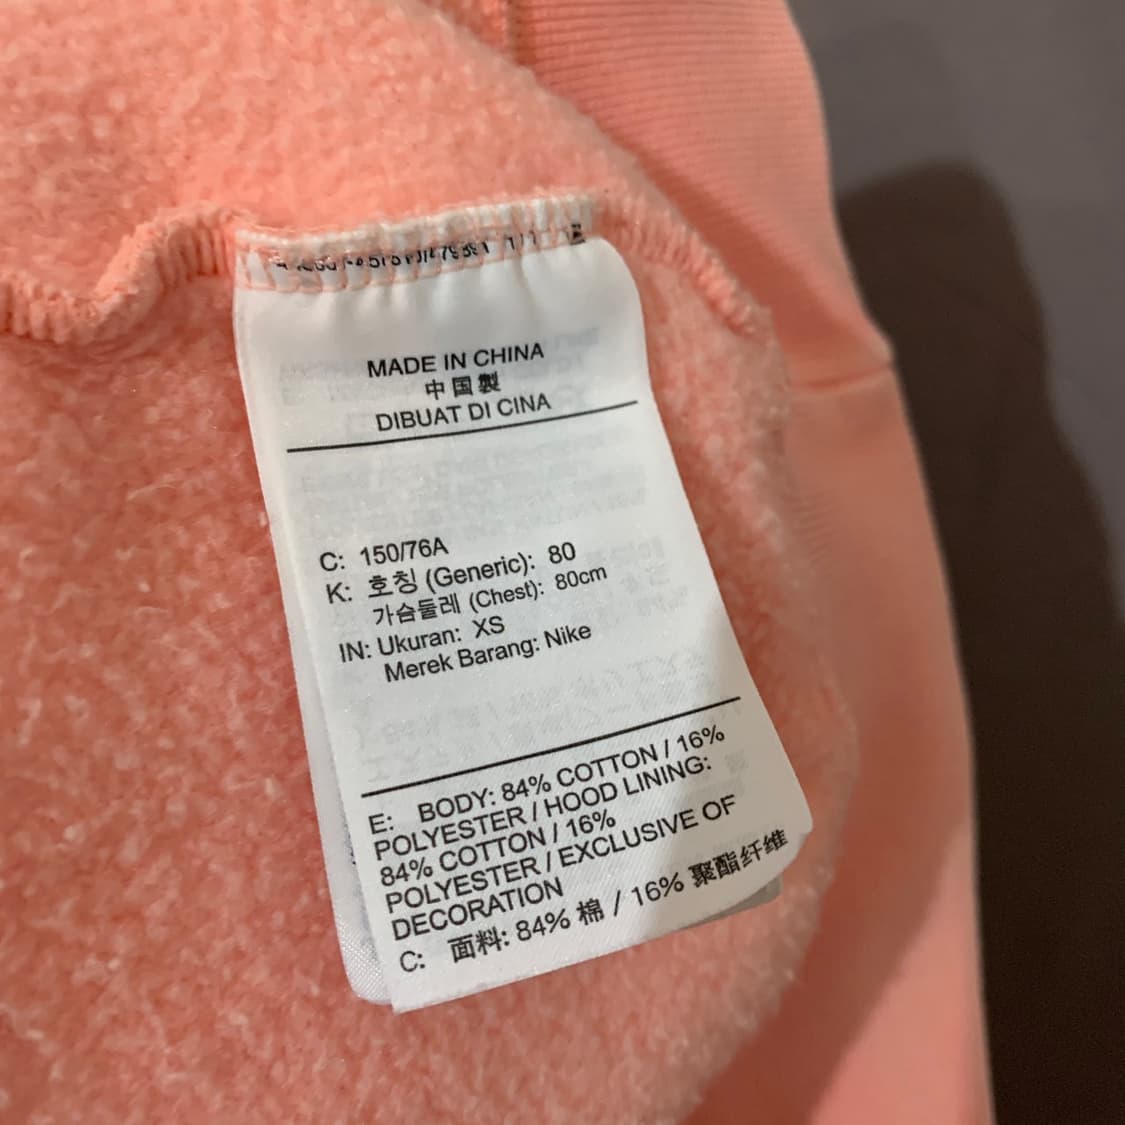 MADE IN CHINA
中国製
DIBUAT DI CINA
C: 150/76A
K: 호칭 (Generic): 80
가슴둘레 (Chest): 80cm
IN: Ukuran: XS
Merek Barang: Nike
E: BODY: 84% COTTON / 16%
POLYESTER / HOOD LINING:
84% COTTON / 16%
POLYESTER / EXCLUSIVE OF
DECORATION
C: 面料: 84% 棉 / 16% 聚酯纤维